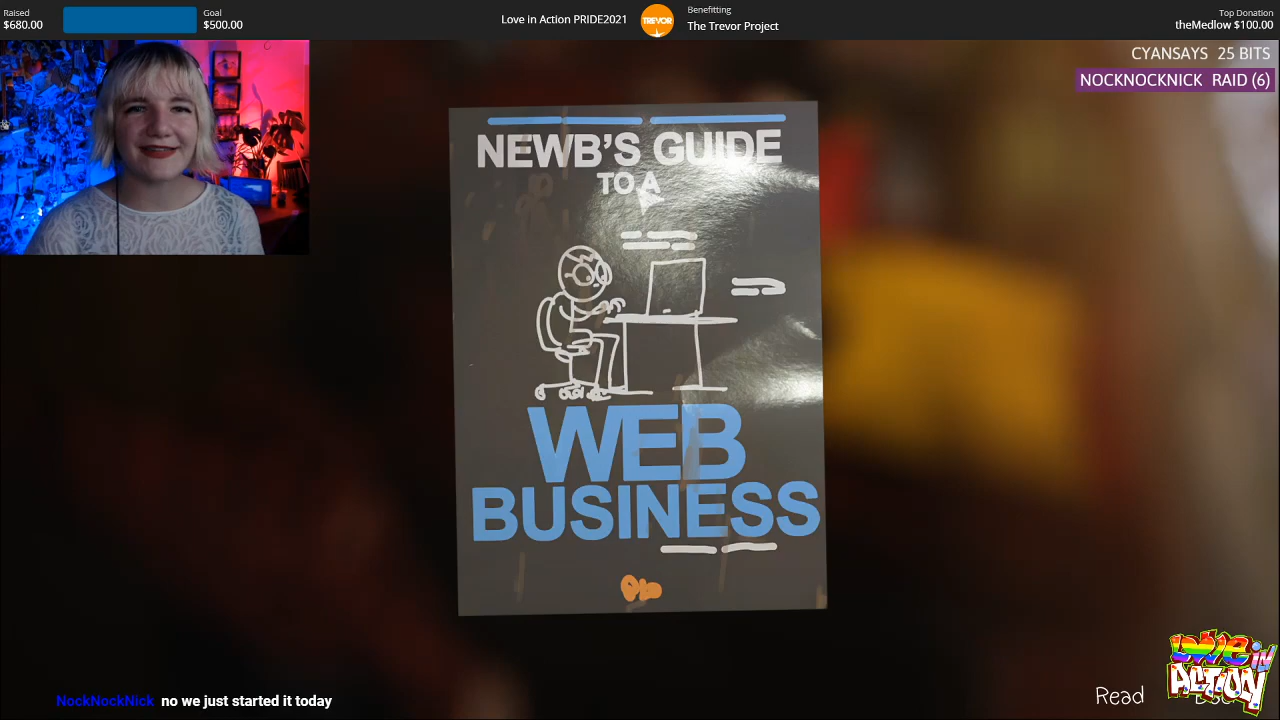 Raised
$680.00
Goal
$500.00
Love in Action PRIDE2021
TREVOR
Benefitting
The Trevor Project
Top Donation
theMedlow $100.00
CYANSAYS 25 BITS
NOCKNOCKNICK RAID (6)
NEWB'S GUIDE
TO A
WEB
BUSINESS
NockNockNick no we just started it today
Read
ACTION